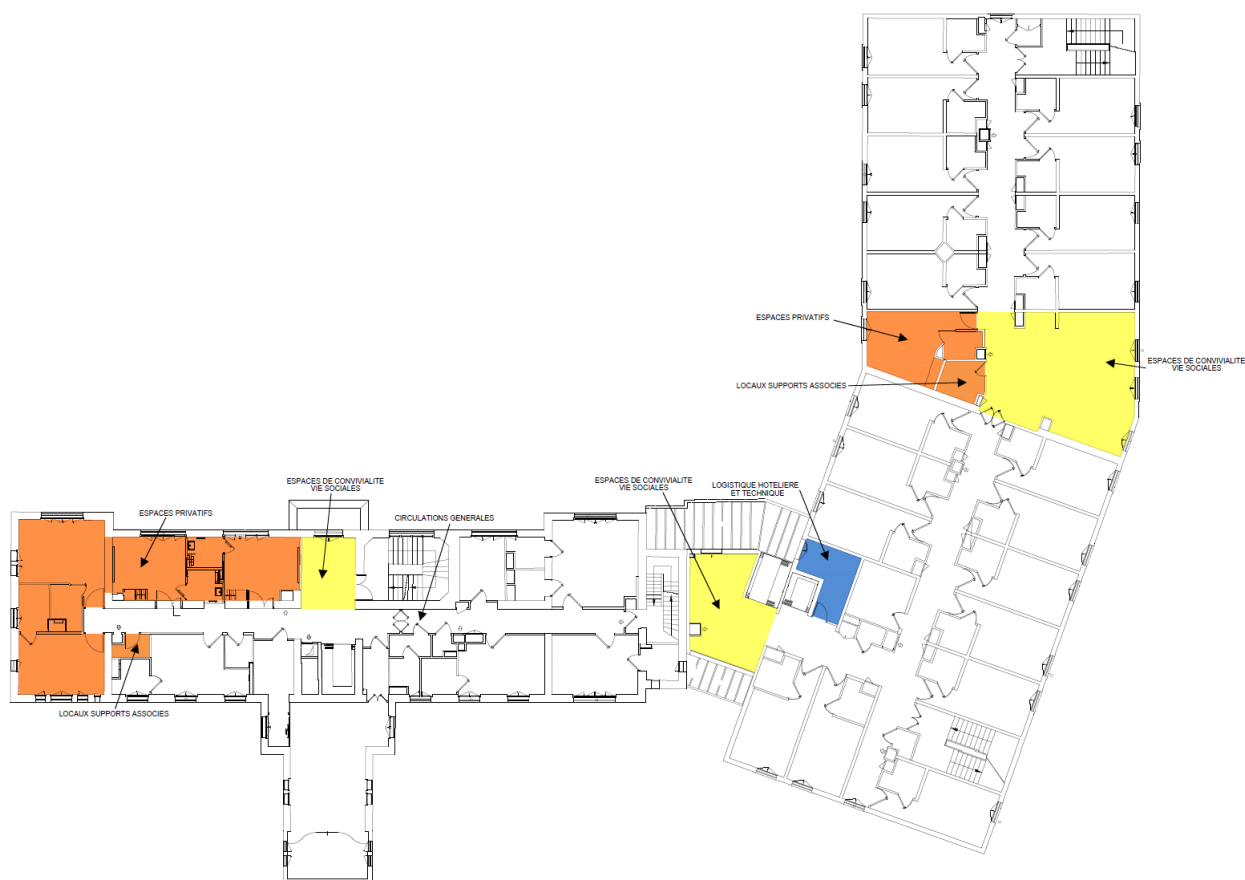 ESPACES PRIVATIFS
ESPACES DE CONVIVIALITE
VIE SOCIALES
LOCAUX SUPPORTS ASSOCIES
ESPACES DE CONVIVIALITE
VIE SOCIALES
ESPACES DE CONVIVIALITE
VIE SOCIALES
LOGISTIQUE HOTELIERE
ET TECHNIQUE
ESPACES PRIVATIFS
CIRCULATIONS GENERALES
LOCAUX SUPPORTS ASSOCIES